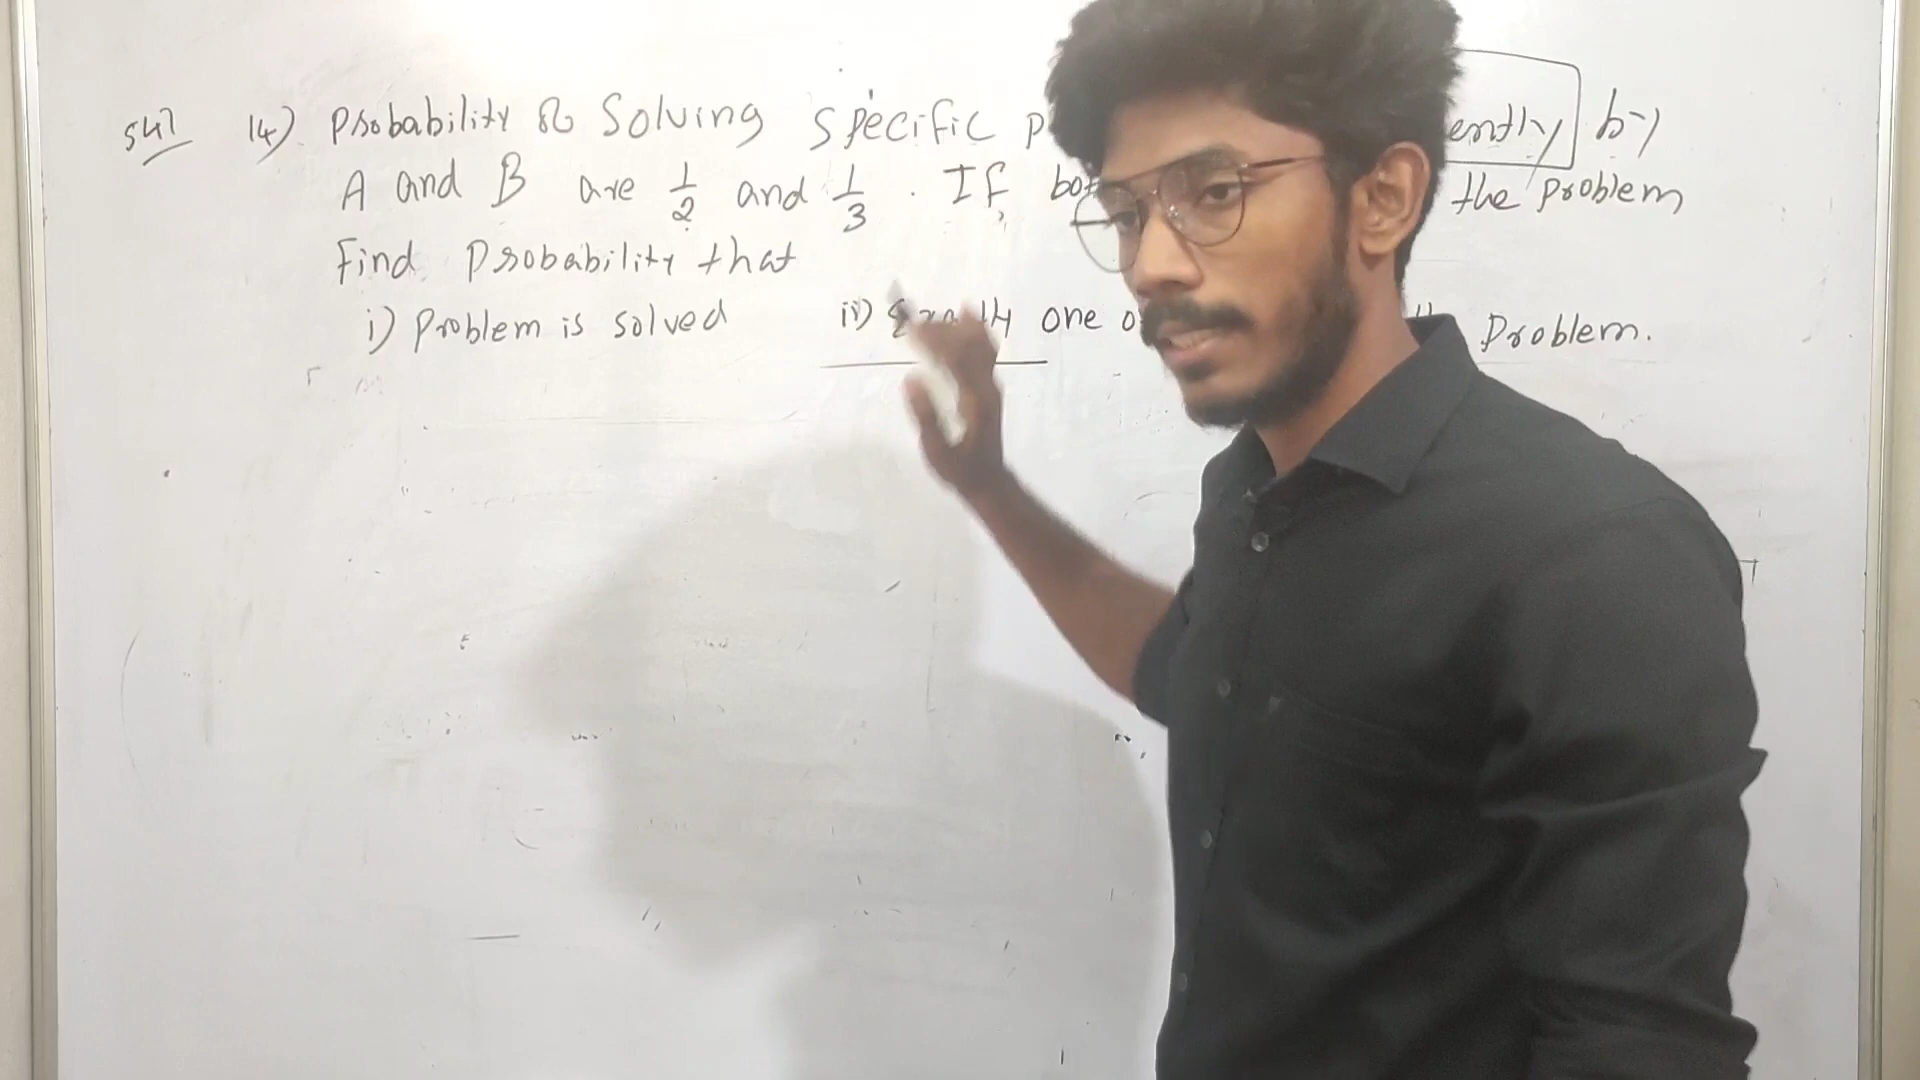 547 14) Probability of Solving Specific p ently by
A and B are 1/2 and 1/3 . If, bot the problem
Find Probability that
i) Problem is solved ii) Exactly one o Problem.